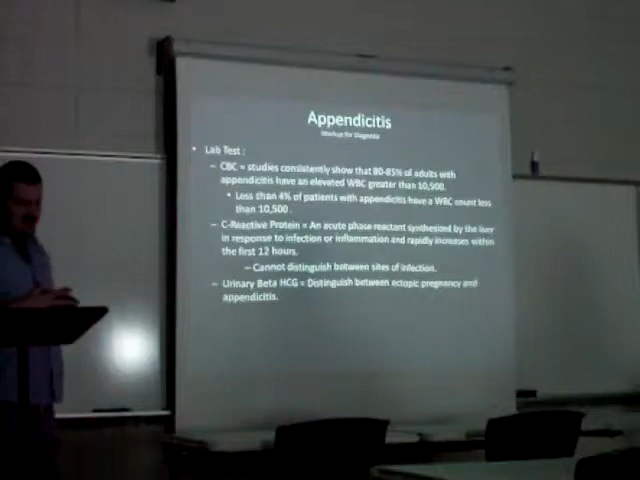 Appendicitis
Workup for Diagnosis
• Lab Test :
– CBC = studies consistently show that 80-85% of adults with
appendicitis have an elevated WBC greater than 10,500.
• Less than 4% of patients with appendicitis have a WBC count less
than 10,500 .
– C-Reactive Protein = An acute phase reactant synthesized by the liver
in response to infection or inflammation and rapidly increases within
the first 12 hours.
– Cannot distinguish between sites of infection.
– Urinary Beta HCG = Distinguish between ectopic pregnancy and
appendicitis.